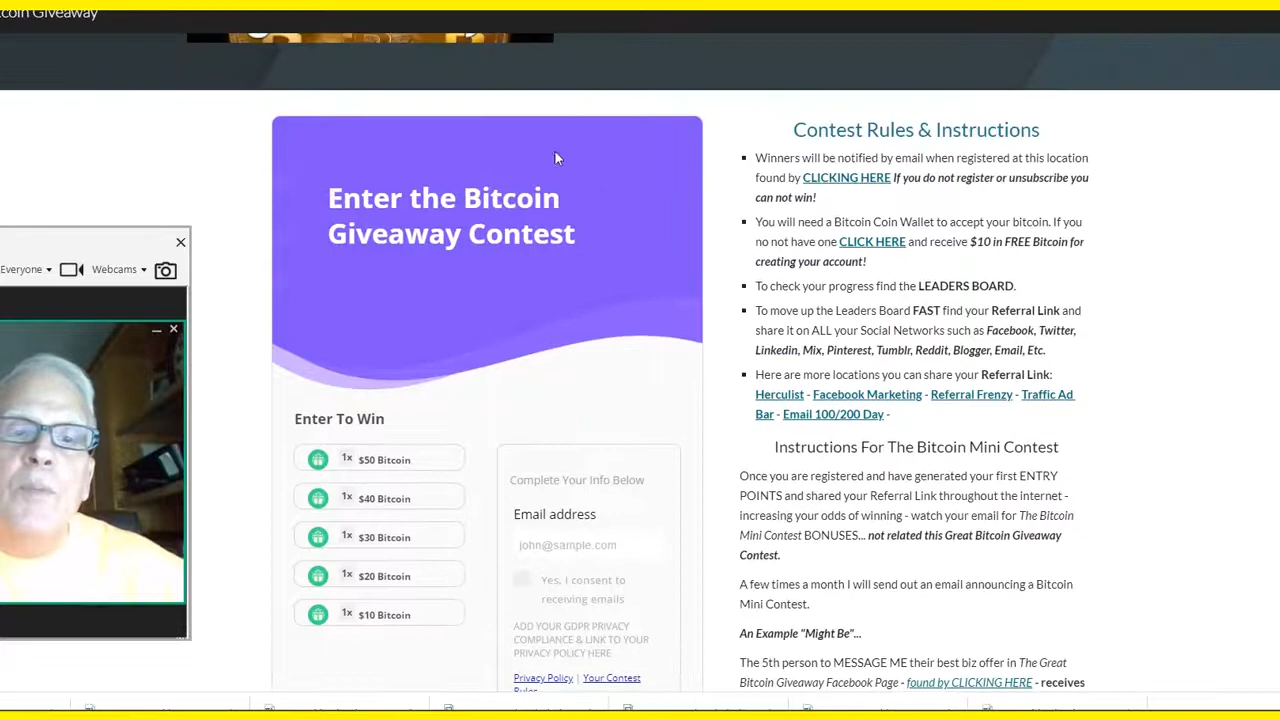 coin Giveaway
Enter the Bitcoin
Giveaway Contest
Everyone
Webcams
Enter To Win
1x $50 Bitcoin
1x $40 Bitcoin
1x $30 Bitcoin
1x $20 Bitcoin
1x $10 Bitcoin
Complete Your Info Below
Email address
john@sample.com
Yes, I consent to
receiving emails
ADD YOUR GDPR PRIVACY
COMPLIANCE & LINK TO YOUR
PRIVACY POLICY HERE
Privacy Policy | Your Contest
Rules
Contest Rules & Instructions
Winners will be notified by email when registered at this location
found by CLICKING HERE If you do not register or unsubscribe you
can not win!
You will need a Bitcoin Coin Wallet to accept your bitcoin. If you
no not have one CLICK HERE and receive $10 in FREE Bitcoin for
creating your account!
To check your progress find the LEADERS BOARD.
To move up the Leaders Board FAST find your Referral Link and
share it on ALL your Social Networks such as Facebook, Twitter,
Linkedin, Mix, Pinterest, Tumblr, Reddit, Blogger, Email, Etc.
Here are more locations you can share your Referral Link:
Herculist - Facebook Marketing - Referral Frenzy - Traffic Ad
Bar - Email 100/200 Day -
Instructions For The Bitcoin Mini Contest
Once you are registered and have generated your first ENTRY
POINTS and shared your Referral Link throughout the internet -
increasing your odds of winning - watch your email for The Bitcoin
Mini Contest BONUSES... not related this Great Bitcoin Giveaway
Contest.
A few times a month I will send out an email announcing a Bitcoin
Mini Contest.
An Example "Might Be"...
The 5th person to MESSAGE ME their best biz offer in The Great
Bitcoin Giveaway Facebook Page - found by CLICKING HERE - receives